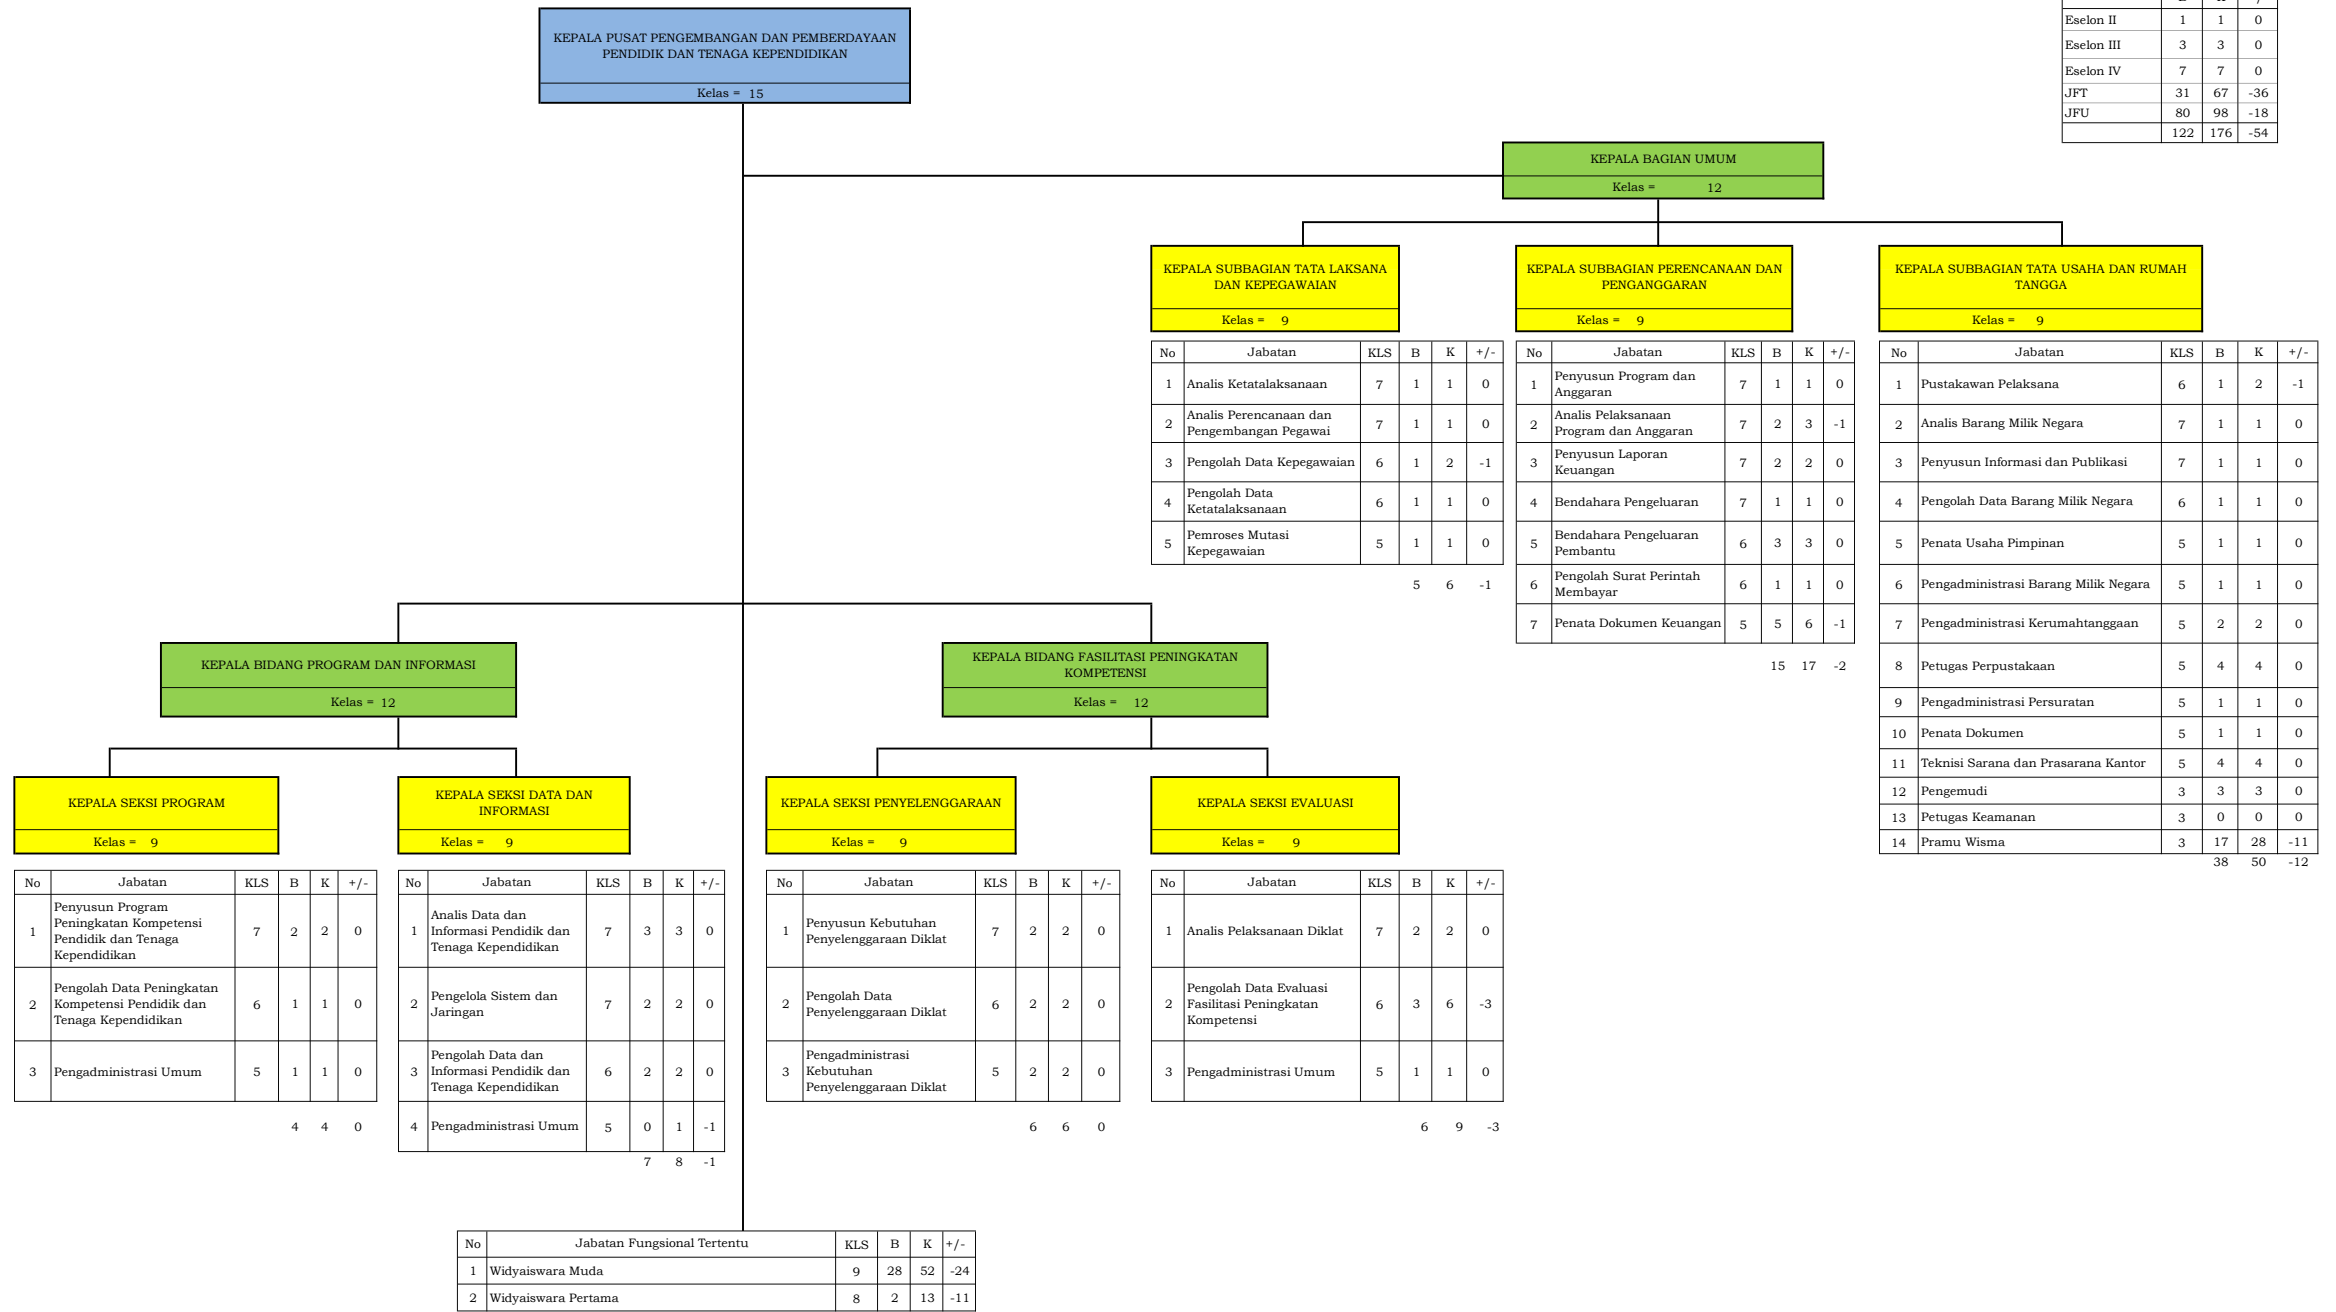 KEPALA PUSAT PENGEMBANGAN DAN PEMBERDAYAAN
PENDIDIK DAN TENAGA KEPENDIDIKAN
Kelas = 15
Eselon II 1 1 0
Eselon III 3 3 0
Eselon IV 7 7 0
JFT 31 67 -36
JFU 80 98 -18
122 176 -54
KEPALA BAGIAN UMUM
Kelas = 12
KEPALA SUBBAGIAN TATA LAKSANA
DAN KEPEGAWAIAN
Kelas = 9
No Jabatan KLS B K +/-
1 Analis Ketatalaksanaan 7 1 1 0
2 Analis Perencanaan dan
Pengembangan Pegawai 7 1 1 0
3 Pengolah Data Kepegawaian 6 1 2 -1
4 Pengolah Data
Ketatalaksanaan 6 1 1 0
5 Pemroses Mutasi
Kepegawaian 5 1 1 0
5 6 -1
KEPALA SUBBAGIAN PERENCANAAN DAN
PENGANGGARAN
Kelas = 9
No Jabatan KLS B K +/-
1 Penyusun Program dan
Anggaran 7 1 1 0
2 Analis Pelaksanaan
Program dan Anggaran 7 2 3 -1
3 Penyusun Laporan
Keuangan 7 2 2 0
4 Bendahara Pengeluaran 7 1 1 0
5 Bendahara Pengeluaran
Pembantu 6 3 3 0
6 Pengolah Surat Perintah
Membayar 6 1 1 0
7 Penata Dokumen Keuangan 5 5 6 -1
15 17 -2
KEPALA SUBBAGIAN TATA USAHA DAN RUMAH
TANGGA
Kelas = 9
No Jabatan KLS B K +/-
1 Pustakawan Pelaksana 6 1 2 -1
2 Analis Barang Milik Negara 7 1 1 0
3 Penyusun Informasi dan Publikasi 7 1 1 0
4 Pengolah Data Barang Milik Negara 6 1 1 0
5 Penata Usaha Pimpinan 5 1 1 0
6 Pengadministrasi Barang Milik Negara 5 1 1 0
7 Pengadministrasi Kerumahtanggaan 5 2 2 0
8 Petugas Perpustakaan 5 4 4 0
9 Pengadministrasi Persuratan 5 1 1 0
10 Penata Dokumen 5 1 1 0
11 Teknisi Sarana dan Prasarana Kantor 5 4 4 0
12 Pengemudi 3 3 3 0
13 Petugas Keamanan 3 0 0 0
14 Pramu Wisma 3 17 28 -11
38 50 -12
KEPALA BIDANG PROGRAM DAN INFORMASI
Kelas = 12
KEPALA BIDANG FASILITASI PENINGKATAN
KOMPETENSI
Kelas = 12
KEPALA SEKSI PROGRAM
Kelas = 9
No Jabatan KLS B K +/-
1 Penyusun Program
Peningkatan Kompetensi
Pendidik dan Tenaga
Kependidikan 7 2 2 0
2 Pengolah Data Peningkatan
Kompetensi Pendidik dan
Tenaga Kependidikan 6 1 1 0
3 Pengadministrasi Umum 5 1 1 0
4 4 0
KEPALA SEKSI DATA DAN
INFORMASI
Kelas = 9
No Jabatan KLS B K +/-
1 Analis Data dan
Informasi Pendidik dan
Tenaga Kependidikan 7 3 3 0
2 Pengelola Sistem dan
Jaringan 7 2 2 0
3 Pengolah Data dan
Informasi Pendidik dan
Tenaga Kependidikan 6 2 2 0
4 Pengadministrasi Umum 5 0 1 -1
7 8 -1
KEPALA SEKSI PENYELENGGARAAN
Kelas = 9
No Jabatan KLS B K +/-
1 Penyusun Kebutuhan
Penyelenggaraan Diklat 7 2 2 0
2 Pengolah Data
Penyelenggaraan Diklat 6 2 2 0
3 Pengadministrasi
Kebutuhan
Penyelenggaraan Diklat 5 2 2 0
6 6 0
KEPALA SEKSI EVALUASI
Kelas = 9
No Jabatan KLS B K +/-
1 Analis Pelaksanaan Diklat 7 2 2 0
2 Pengolah Data Evaluasi
Fasilitasi Peningkatan
Kompetensi 6 3 6 -3
3 Pengadministrasi Umum 5 1 1 0
6 9 -3
No Jabatan Fungsional Tertentu KLS B K +/-
1 Widyaiswara Muda 9 28 52 -24
2 Widyaiswara Pertama 8 2 13 -11